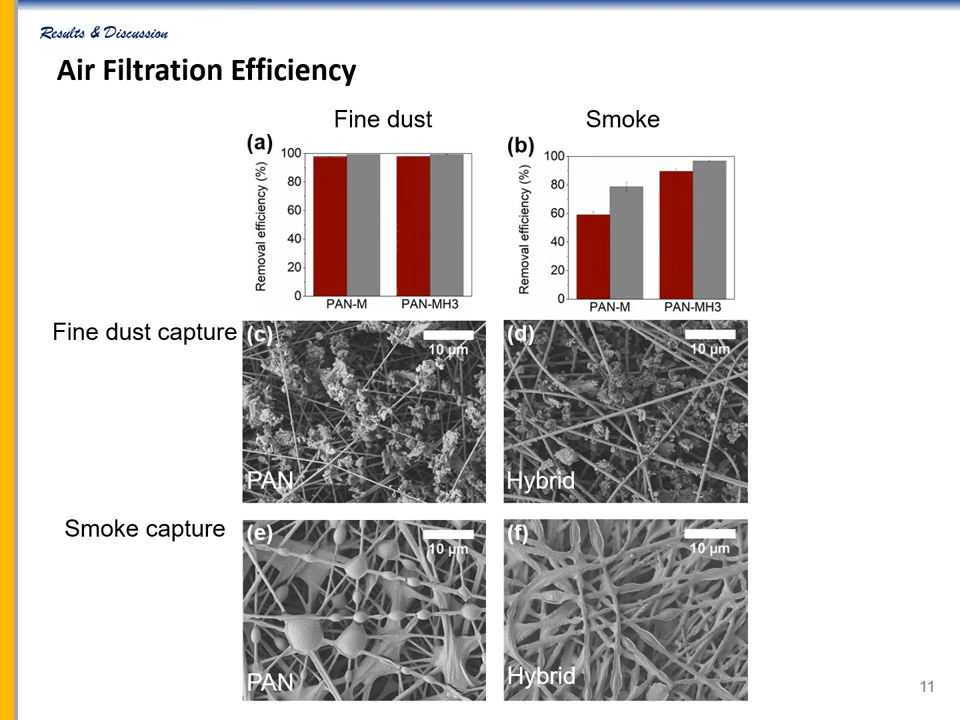 Results & Discussion
Air Filtration Efficiency
Fine dust
Smoke
(a)
Removal efficiency (%)
100
80
60
40
20
0
PAN-M
PAN-MH3
(b)
Removal efficiency (%)
100
80
60
40
20
0
PAN-M
PAN-MH3
Fine dust capture
(c)
10 μm
PAN
(d)
10 μm
Hybrid
Smoke capture
(e)
10 μm
PAN
(f)
10 μm
Hybrid
11